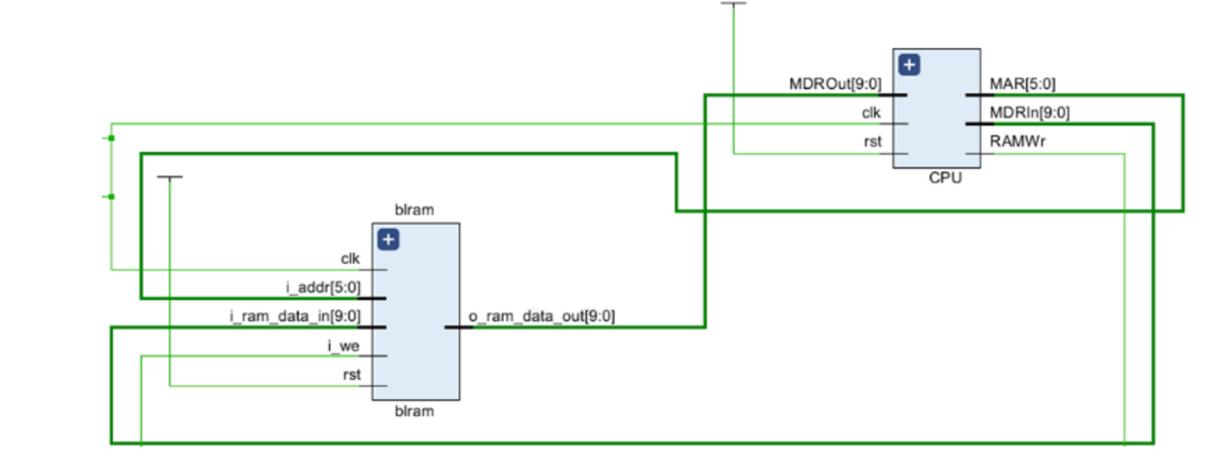 MDROut[9:0]
MAR[5:0]
clk
MDRIn[9:0]
rst
RAMWr
CPU
blram
clk
i_addr[5:0]
i_ram_data_in[9:0]
o_ram_data_out[9:0]
i_we
rst
blram